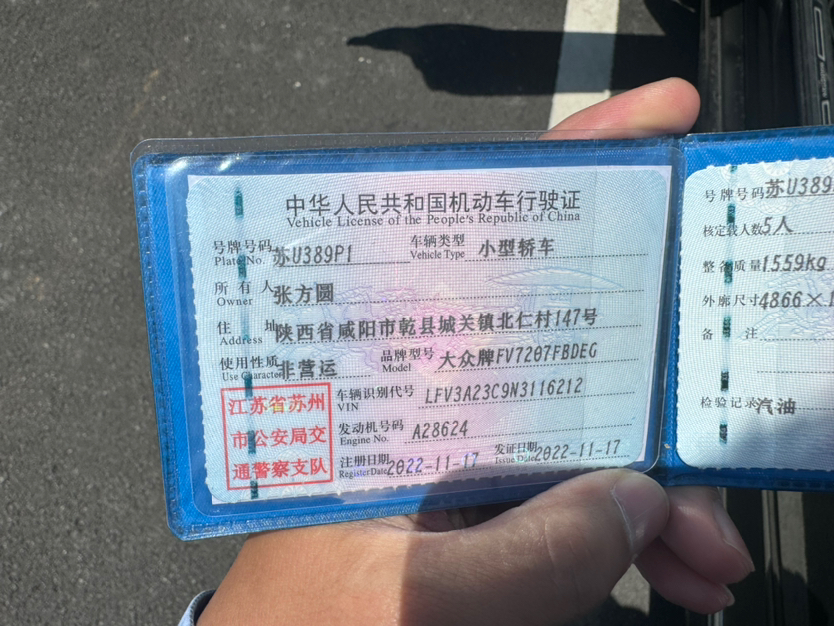 中华人民共和国机动车行驶证
Vehicle License of the People's Republic of China
号牌号码 苏U389P1 车辆类型 小型轿车
Plate No. Vehicle Type
所有人 张方圆
Owner
住址 陕西省咸阳市乾县城关镇北仁村147号
Address
使用性质 非营运 品牌型号 大众牌FV7207FBDEG
Use Character Model
江苏省苏州
市公安局交
通警察支队
车辆识别代号 LFV3A23C9N3116212
VIN
发动机号码 A28624
Engine No.
注册日期 2022-11-17 发证日期 2022-11-17
Register Date Issue Date
号牌号码 苏U389
核定载人数 5人
整备质量 1559kg
外廓尺寸 4866×1
备注
检验记录 汽油